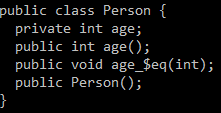 public class Person {
  private int age;
  public int age();
  public void age_$eq(int);
  public Person();
}